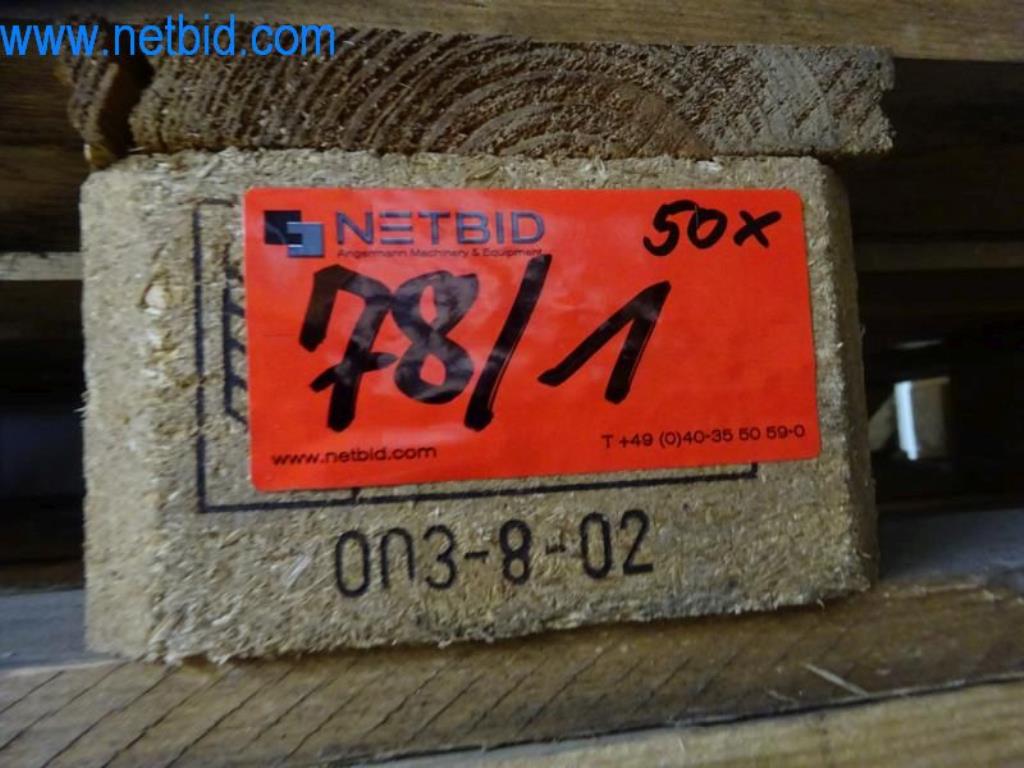 www.netbid.com
NETBID
50x
Angermann Machinery & Equipment
78/1
www.netbid.com
T +49 (0)40-35 50 59-0
003-8-02